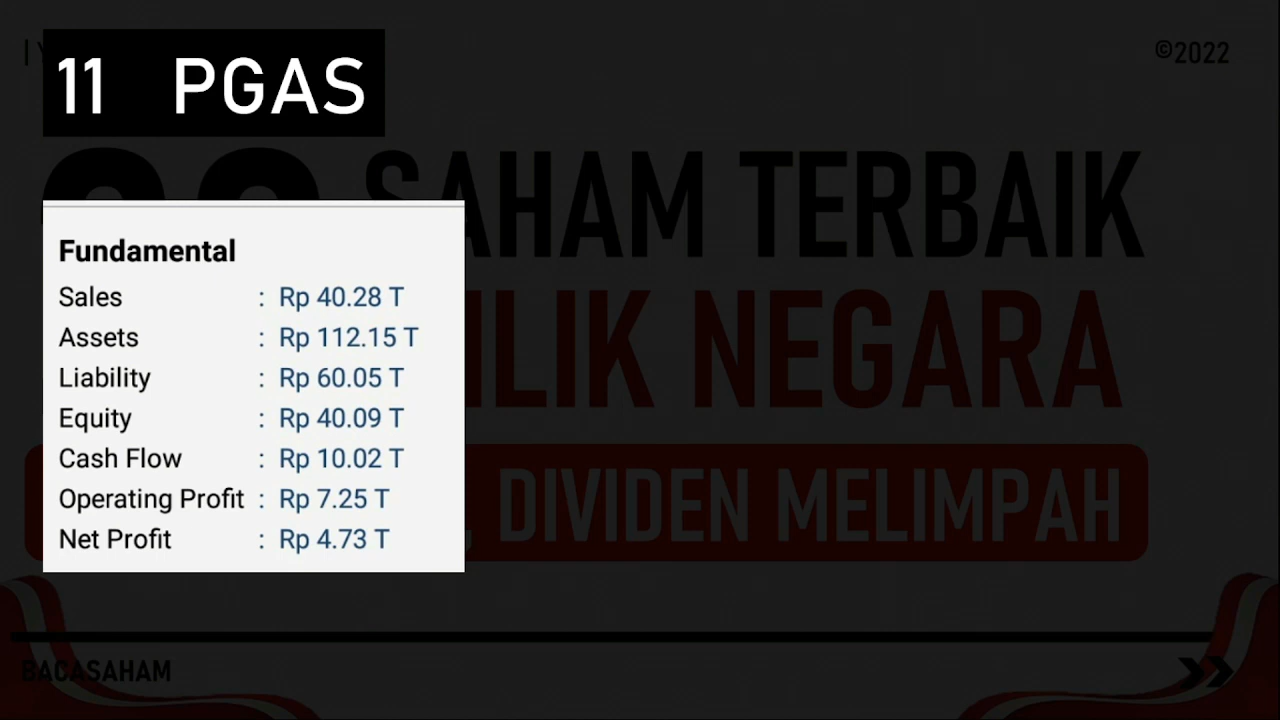 11 PGAS
©2022
SAHAM TERBAIK
ILIK NEGARA
, DIVIDEN MELIMPAH
Fundamental
Sales : Rp 40.28 T
Assets : Rp 112.15 T
Liability : Rp 60.05 T
Equity : Rp 40.09 T
Cash Flow : Rp 10.02 T
Operating Profit : Rp 7.25 T
Net Profit : Rp 4.73 T
BACASAHAM